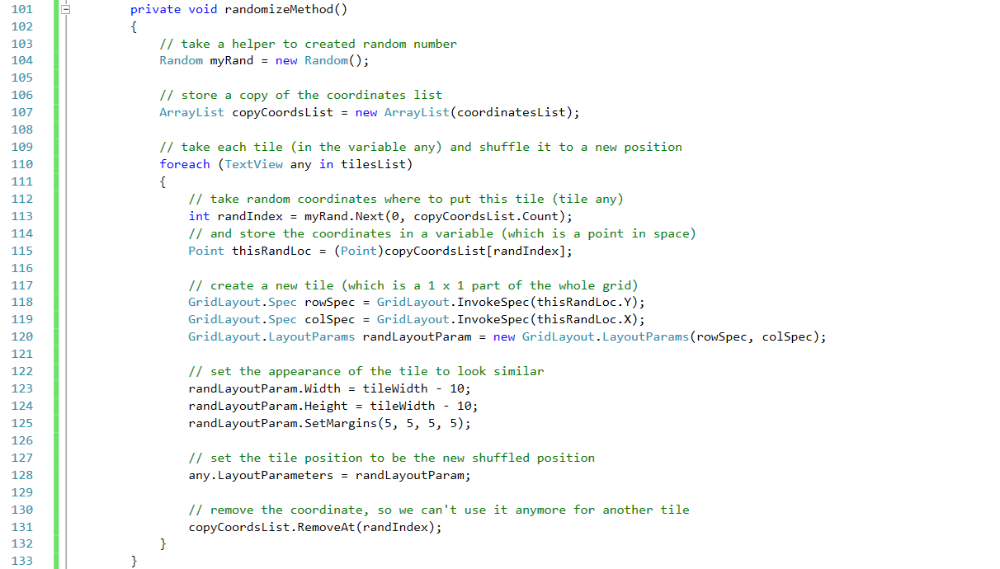 101 private void randomizeMethod()
102 {
103 // take a helper to created random number
104 Random myRand = new Random();
105
106 // store a copy of the coordinates list
107 ArrayList copyCoordsList = new ArrayList(coordinatesList);
108
109 // take each tile (in the variable any) and shuffle it to a new position
110 foreach (TextView any in tilesList)
111 {
112 // take random coordinates where to put this tile (tile any)
113 int randIndex = myRand.Next(0, copyCoordsList.Count);
114 // and store the coordinates in a variable (which is a point in space)
115 Point thisRandLoc = (Point)copyCoordsList[randIndex];
116
117 // create a new tile (which is a 1 x 1 part of the whole grid)
118 GridLayout.Spec rowSpec = GridLayout.InvokeSpec(thisRandLoc.Y);
119 GridLayout.Spec colSpec = GridLayout.InvokeSpec(thisRandLoc.X);
120 GridLayout.LayoutParams randLayoutParam = new GridLayout.LayoutParams(rowSpec, colSpec);
121
122 // set the appearance of the tile to look similar
123 randLayoutParam.Width = tileWidth - 10;
124 randLayoutParam.Height = tileWidth - 10;
125 randLayoutParam.SetMargins(5, 5, 5, 5);
126
127 // set the tile position to be the new shuffled position
128 any.LayoutParameters = randLayoutParam;
129
130 // remove the coordinate, so we can't use it anymore for another tile
131 copyCoordsList.RemoveAt(randIndex);
132 }
133 }